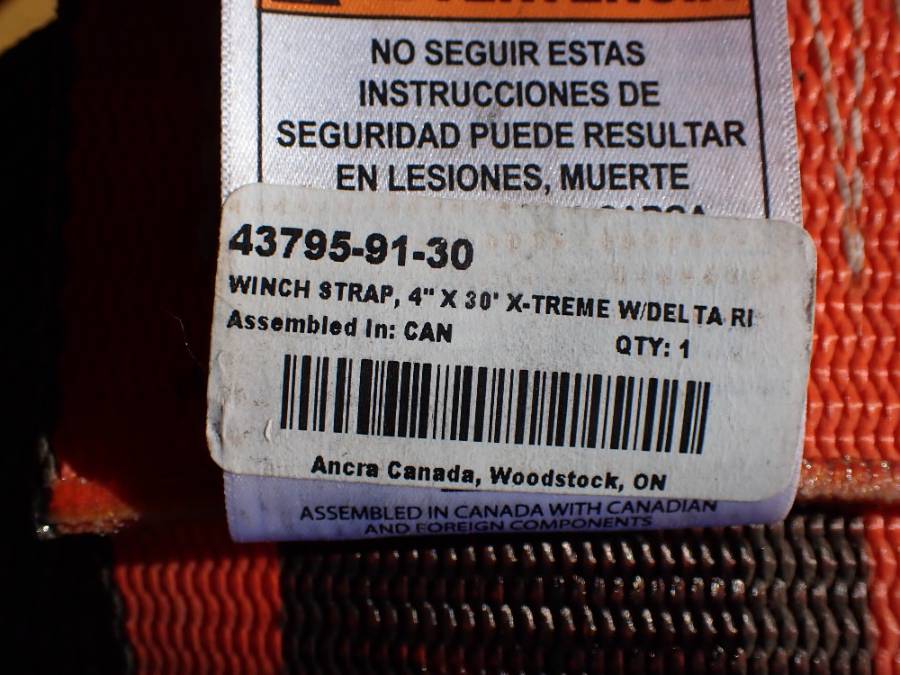 NO SEGUIR ESTAS
INSTRUCCIONES DE
SEGURIDAD PUEDE RESULTAR
EN LESIONES, MUERTE
43795-91-30
WINCH STRAP, 4" X 30' X-TREME W/DELTA RI
Assembled In: CAN
QTY: 1
Ancra Canada, Woodstock, ON
ASSEMBLED IN CANADA WITH CANADIAN
AND FOREIGN COMPONENTS